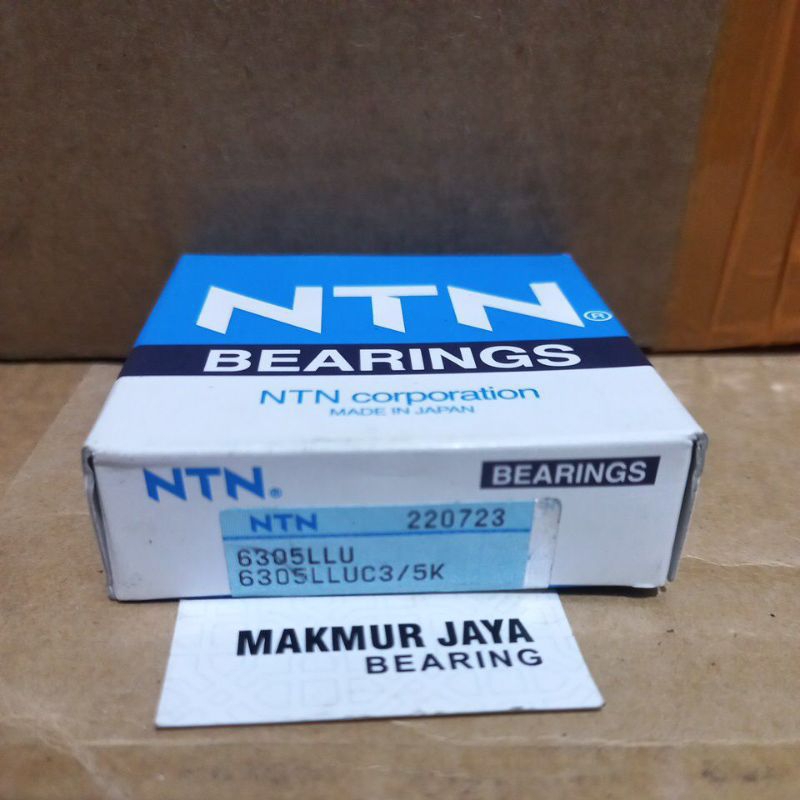 NTN®
BEARINGS
NTN corporation
MADE IN JAPAN
NTN® BEARINGS
NTN 220723
6305LLU
6305LLUC3/5K
MAKMUR JAYA
BEARING